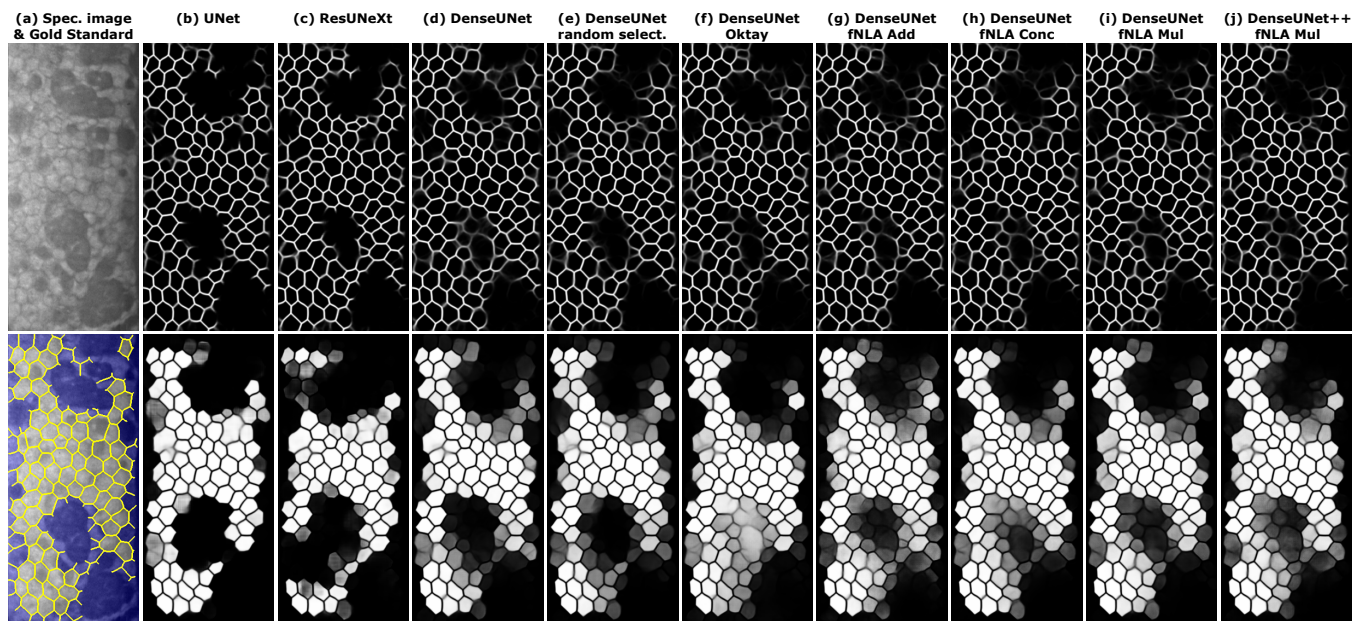 (a) Spec. image
& Gold Standard
(b) UNet
(c) ResUNeXt
(d) DenseUNet
(e) DenseUNet
random select.
(f) DenseUNet
Oktay
(g) DenseUNet
fNLA Add
(h) DenseUNet
fNLA Conc
(i) DenseUNet
fNLA Mul
(j) DenseUNet++
fNLA Mul